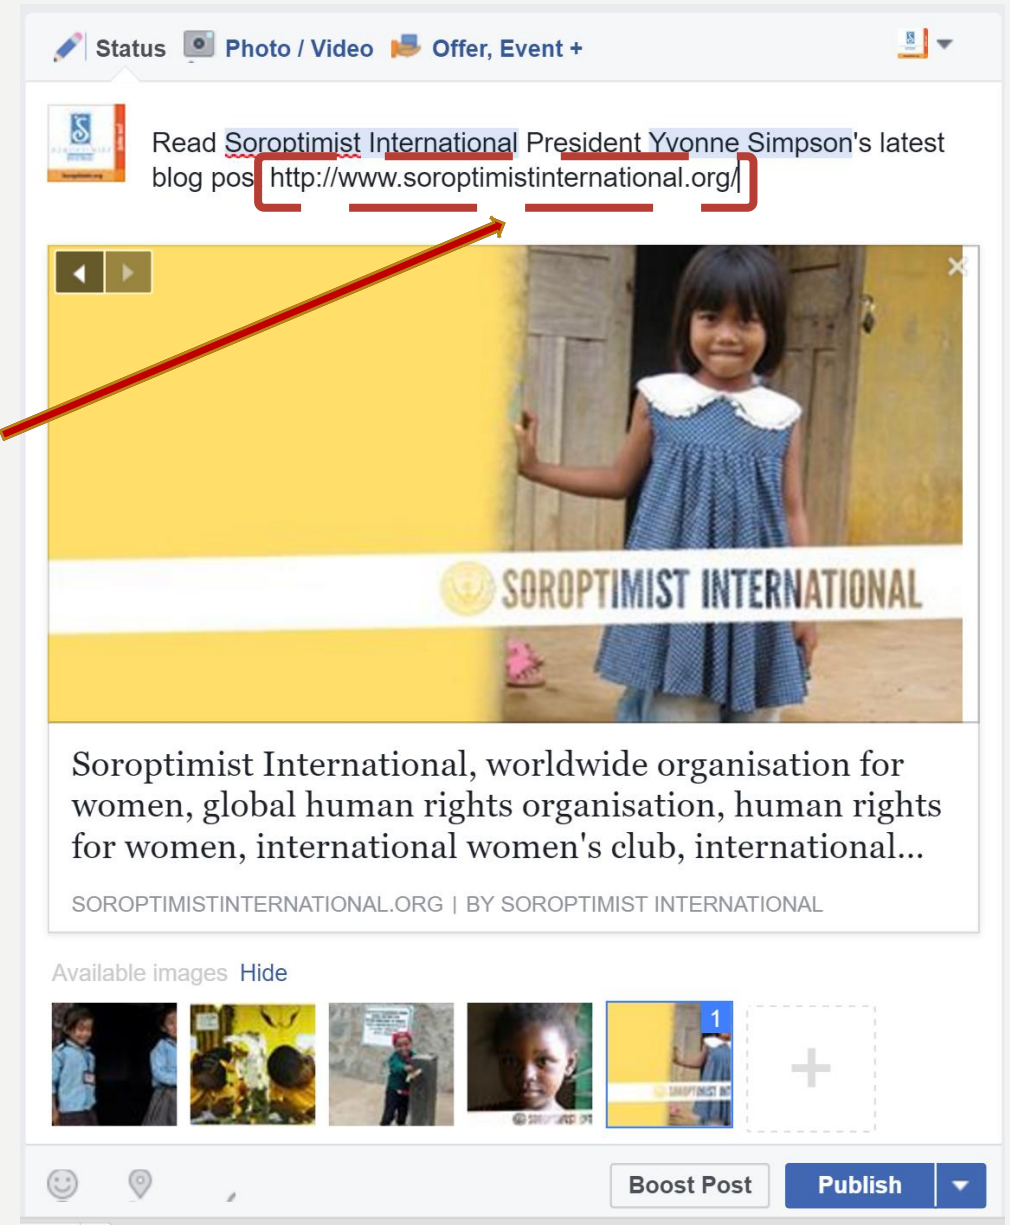 Status Photo / Video Offer, Event +
Read Soroptimist International President Yvonne Simpson's latest
blog pos http://www.soroptimistinternational.org/
SOROPTIMIST INTERNATIONAL
Soroptimist International, worldwide organisation for
women, global human rights organisation, human rights
for women, international women's club, international...
SOROPTIMISTINTERNATIONAL.ORG | BY SOROPTIMIST INTERNATIONAL
Available images Hide
1
Boost Post Publish